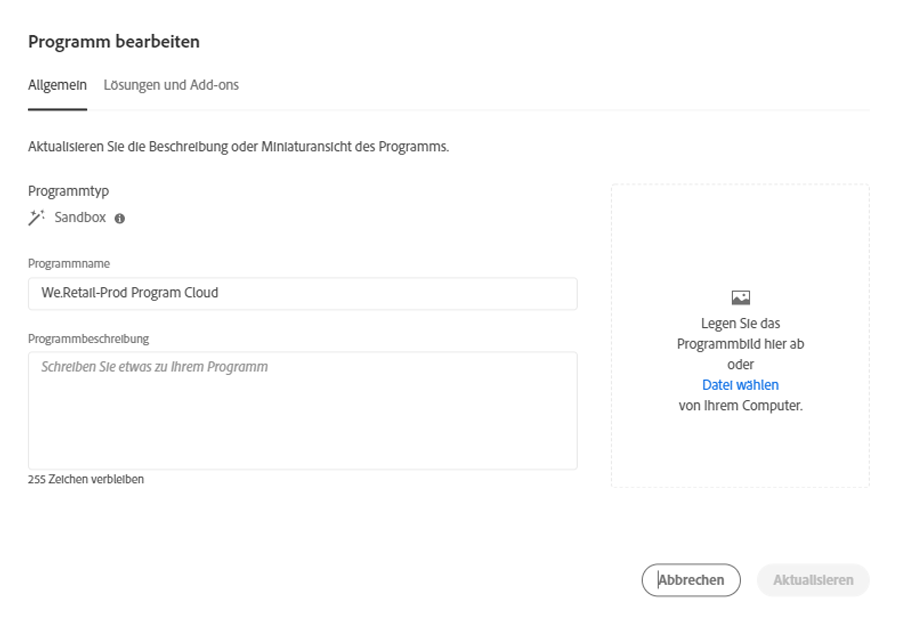 Programm bearbeiten
Allgemein Lösungen und Add-ons
Aktualisieren Sie die Beschreibung oder Miniaturansicht des Programms.
Programmtyp
Sandbox
Programmname
We.Retail-Prod Program Cloud
Programmbeschreibung
Schreiben Sie etwas zu Ihrem Programm
255 Zeichen verbleiben
Legen Sie das
Programmbild hier ab
oder
Datei wählen
von Ihrem Computer.
Abbrechen Aktualisieren